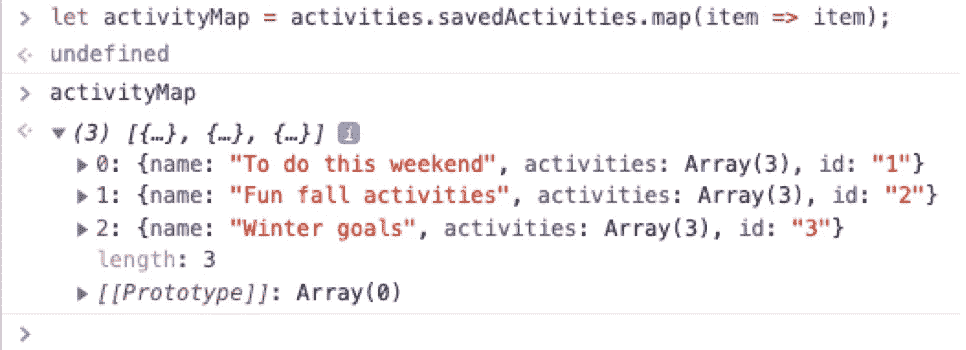 > let activityMap = activities.savedActivities.map(item => item);
<· undefined
> activityMap
<· ▼ (3) [{…}, {…}, {…}] i
▶ 0: {name: "To do this weekend", activities: Array(3), id: "1"}
▶ 1: {name: "Fun fall activities", activities: Array(3), id: "2"}
▶ 2: {name: "Winter goals", activities: Array(3), id: "3"}
length: 3
▶ [[Prototype]]: Array(0)
>